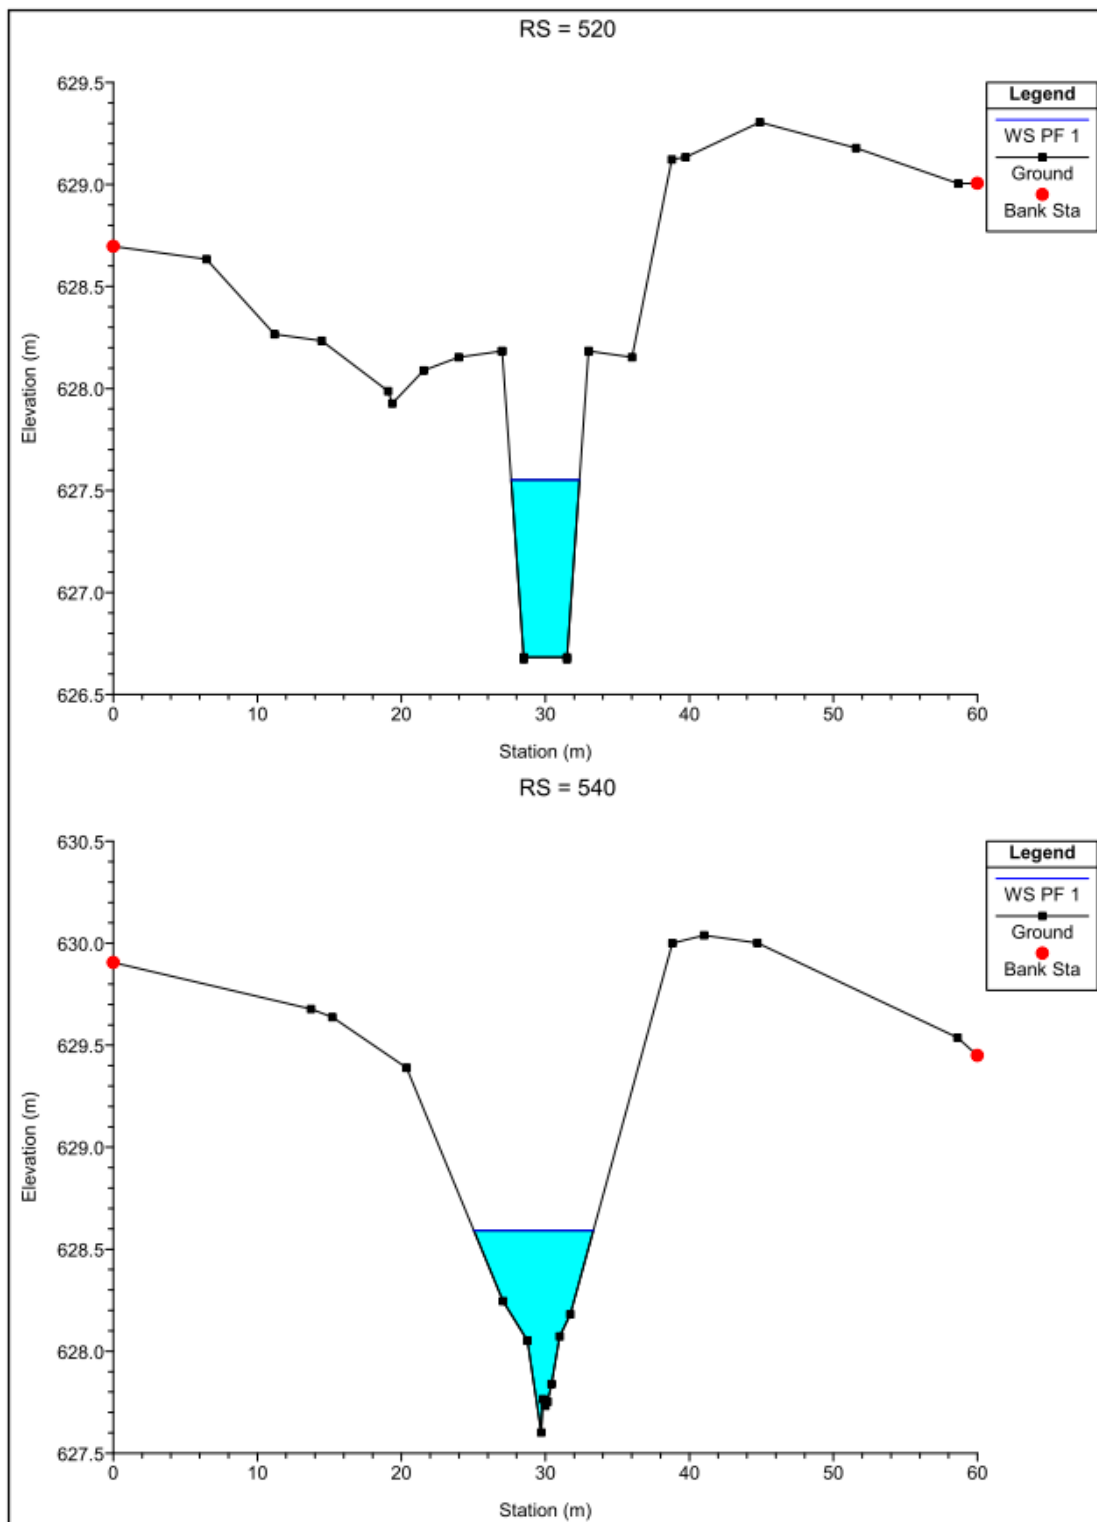 RS = 520
629.5
629.0
628.5
628.0
627.5
627.0
626.5
Elevation (m)
0 10 20 30 40 50 60
Station (m)
Legend
WS PF 1
Ground
Bank Sta
RS = 540
630.5
630.0
629.5
629.0
628.5
628.0
627.5
Elevation (m)
0 10 20 30 40 50 60
Station (m)
Legend
WS PF 1
Ground
Bank Sta